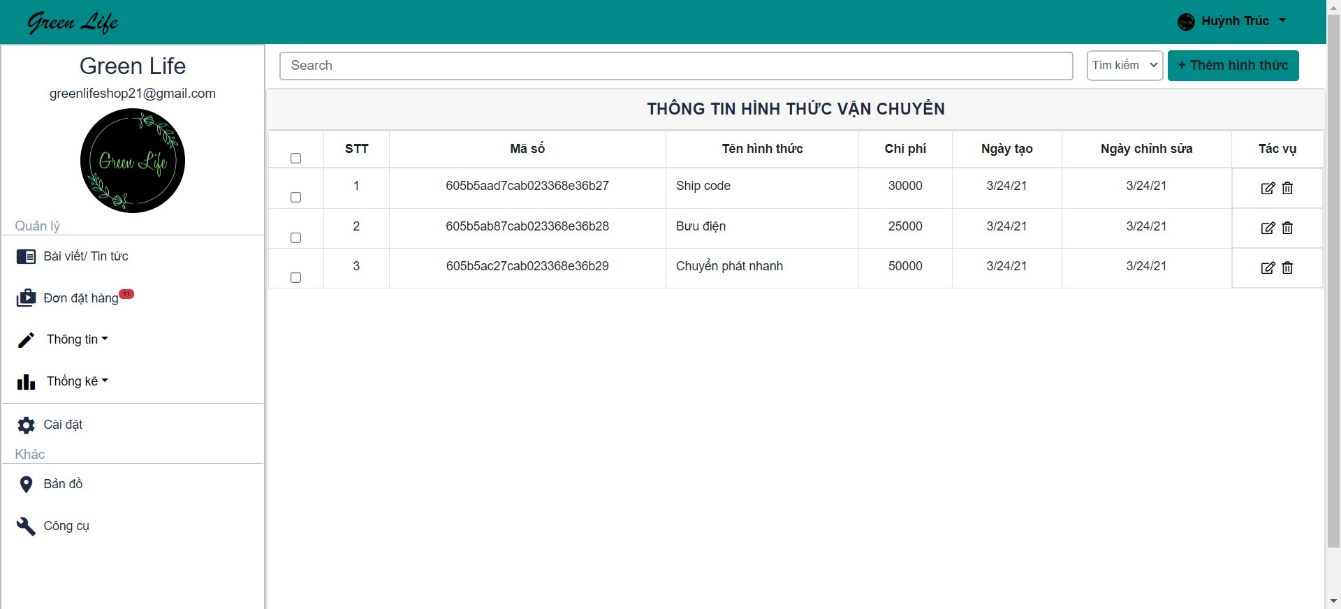 Green Life
Huỳnh Trúc
Green Life
greenlifeshop21@gmail.com
Green Life
Quản lý
Bài viết/ Tin tức
Đơn đặt hàng 11
Thông tin
Thống kê
Cài đặt
Khác
Bản đồ
Công cụ
Search Tìm kiếm + Thêm hình thức
THÔNG TIN HÌNH THỨC VẬN CHUYỂN
STT Mã số Tên hình thức Chi phí Ngày tạo Ngày chỉnh sửa Tác vụ
1 605b5aad7cab023368e36b27 Ship code 30000 3/24/21 3/24/21
2 605b5ab87cab023368e36b28 Bưu điện 25000 3/24/21 3/24/21
3 605b5ac27cab023368e36b29 Chuyển phát nhanh 50000 3/24/21 3/24/21